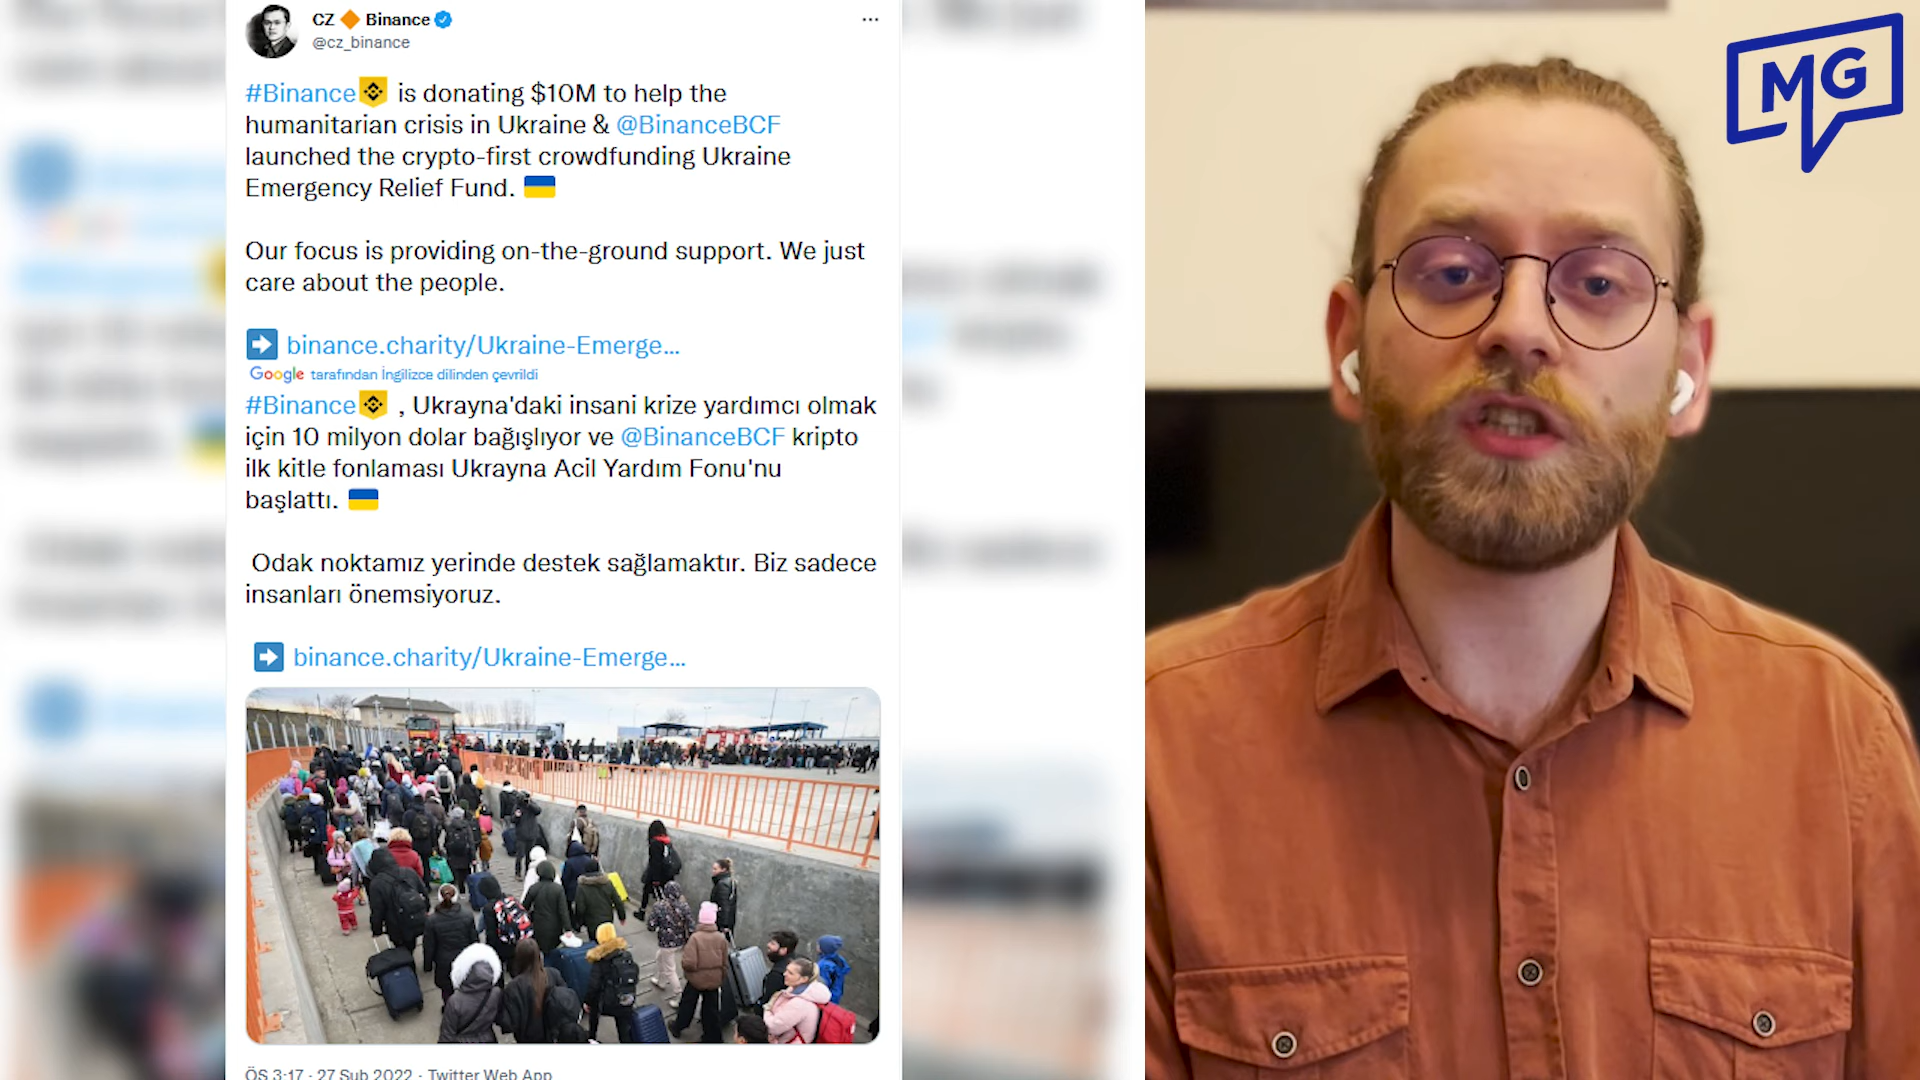 CZ 🔶 Binance
@cz_binance
#Binance is donating $10M to help the
humanitarian crisis in Ukraine & @BinanceBCF
launched the crypto-first crowdfunding Ukraine
Emergency Relief Fund. 🇺🇦
Our focus is providing on-the-ground support. We just
care about the people.
➡️ binance.charity/Ukraine-Emerge...
Google tarafından İngilizce dilinden çevrildi
#Binance , Ukrayna'daki insani krize yardımcı olmak
için 10 milyon dolar bağışlıyor ve @BinanceBCF kripto
ilk kitle fonlaması Ukrayna Acil Yardım Fonu'nu
başlattı. 🇺🇦
Odak noktamız yerinde destek sağlamaktır. Biz sadece
insanları önemsiyoruz.
➡️ binance.charity/Ukraine-Emerge...
ÖS 3:17 · 27 Şub 2022 · Twitter Web App
MG